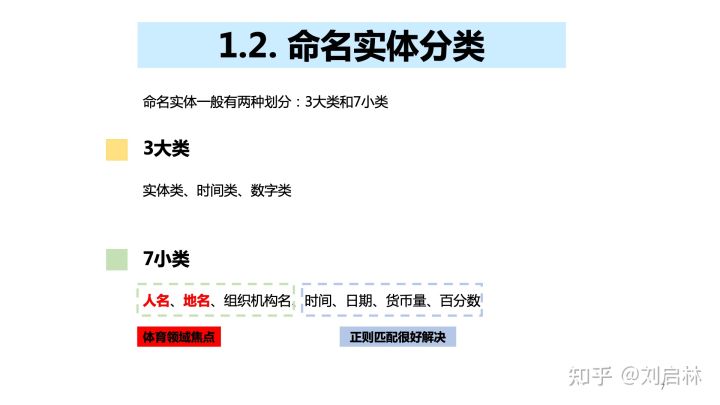 1.2. 命名实体分类
命名实体一般有两种划分：3大类和7小类
3大类
实体类、时间类、数字类
7小类
人名、地名、组织机构名 时间、日期、货币量、百分数
体育领域焦点 正则匹配很好解决
知乎 @刘启林
7